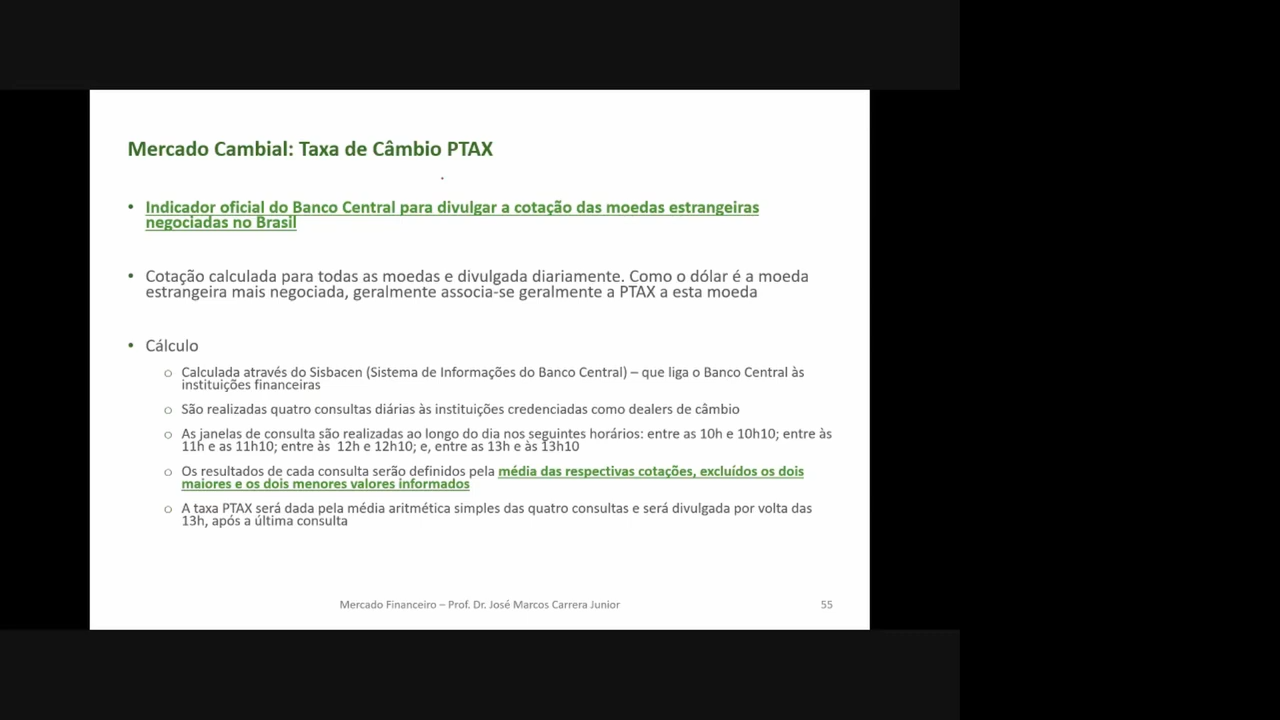 Mercado Cambial: Taxa de Câmbio PTAX
• Indicador oficial do Banco Central para divulgar a cotação das moedas estrangeiras
negociadas no Brasil
• Cotação calculada para todas as moedas e divulgada diariamente. Como o dólar é a moeda
estrangeira mais negociada, geralmente associa-se geralmente a PTAX a esta moeda
• Cálculo
o Calculada através do Sisbacen (Sistema de Informações do Banco Central) – que liga o Banco Central às
instituições financeiras
o São realizadas quatro consultas diárias às instituições credenciadas como dealers de câmbio
o As janelas de consulta são realizadas ao longo do dia nos seguintes horários: entre as 10h e 10h10; entre às
11h e as 11h10; entre às 12h e 12h10; e, entre as 13h e às 13h10
o Os resultados de cada consulta serão definidos pela média das respectivas cotações, excluídos os dois
maiores e os dois menores valores informados
o A taxa PTAX será dada pela média aritmética simples das quatro consultas e será divulgada por volta das
13h, após a última consulta
Mercado Financeiro – Prof. Dr. José Marcos Carrera Junior
55